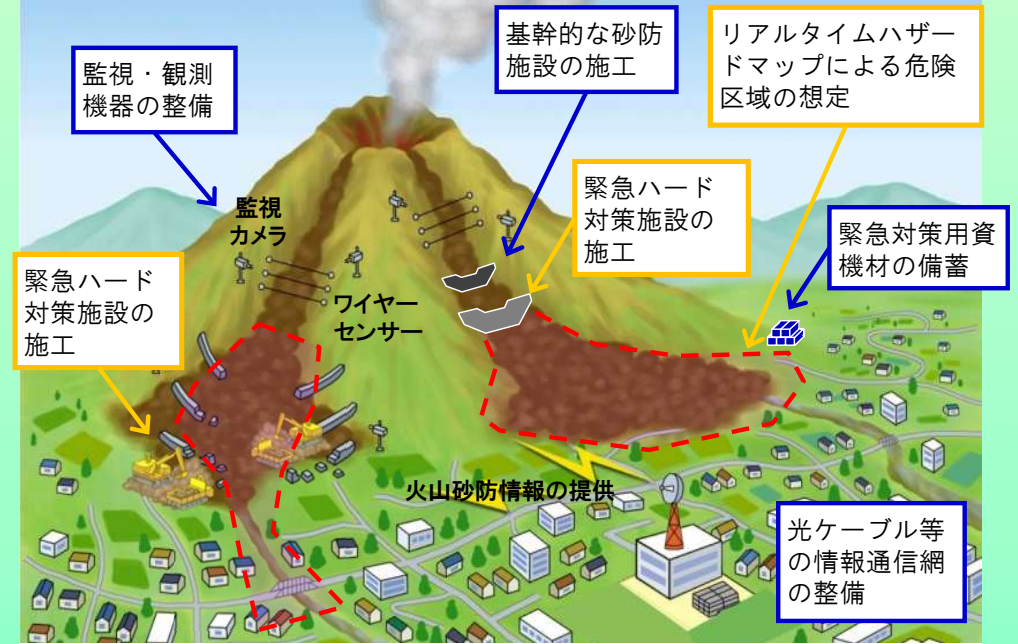 監視・観測
機器の整備
基幹的な砂防
施設の施工
リアルタイムハザー
ドマップによる危険
区域の想定
緊急ハード
対策施設の
施工
監視
カメラ
緊急対策用資
機材の備蓄
緊急ハード
対策施設の
施工
ワイヤー
センサー
火山砂防情報の提供
光ケーブル等
の情報通信網
の整備